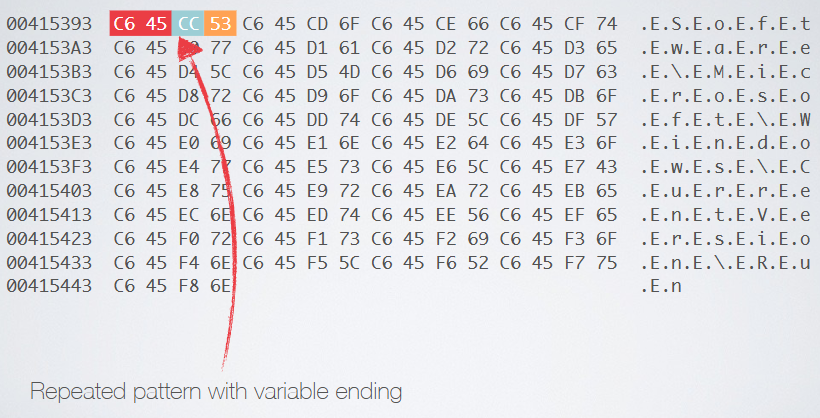 00415393 C6 45 CC 53 C6 45 CD 6F C6 45 CE 66 C6 45 CF 74 .E.S.E.o.E.f.E.t
004153A3 C6 45 D0 77 C6 45 D1 61 C6 45 D2 72 C6 45 D3 65 .E.w.E.a.E.r.E.e
004153B3 C6 45 D4 5C C6 45 D5 4D C6 45 D6 69 C6 45 D7 63 .E.\.E.M.E.i.E.c
004153C3 C6 45 D8 72 C6 45 D9 6F C6 45 DA 73 C6 45 DB 6F .E.r.E.o.E.s.E.o
004153D3 C6 45 DC 66 C6 45 DD 74 C6 45 DE 5C C6 45 DF 57 .E.f.E.t.E.\.E.W
004153E3 C6 45 E0 69 C6 45 E1 6E C6 45 E2 64 C6 45 E3 6F .E.i.E.n.E.d.E.o
004153F3 C6 45 E4 77 C6 45 E5 73 C6 45 E6 5C C6 45 E7 43 .E.w.E.s.E.\.E.C
00415403 C6 45 E8 75 C6 45 E9 72 C6 45 EA 72 C6 45 EB 65 .E.u.E.r.E.r.E.e
00415413 C6 45 EC 6E C6 45 ED 74 C6 45 EE 56 C6 45 EF 65 .E.n.E.t.E.V.E.e
00415423 C6 45 F0 72 C6 45 F1 73 C6 45 F2 69 C6 45 F3 6F .E.r.E.s.E.i.E.o
00415433 C6 45 F4 6E C6 45 F5 5C C6 45 F6 52 C6 45 F7 75 .E.n.E.\.E.R.E.u
00415443 C6 45 F8 6E .E.n
Repeated pattern with variable ending